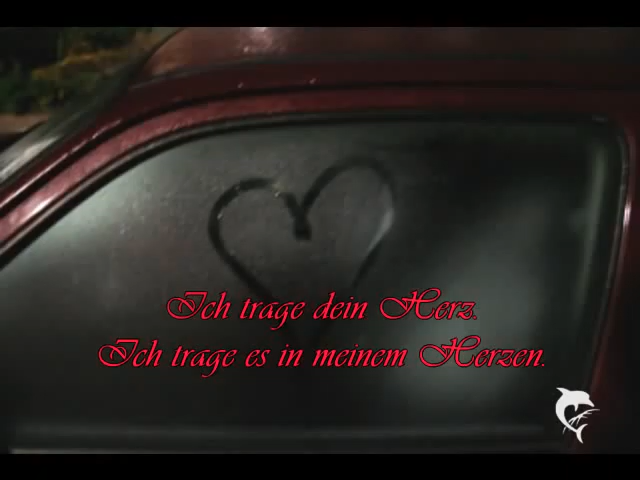 Ich trage dein Herz.
Ich trage es in meinem Herzen.